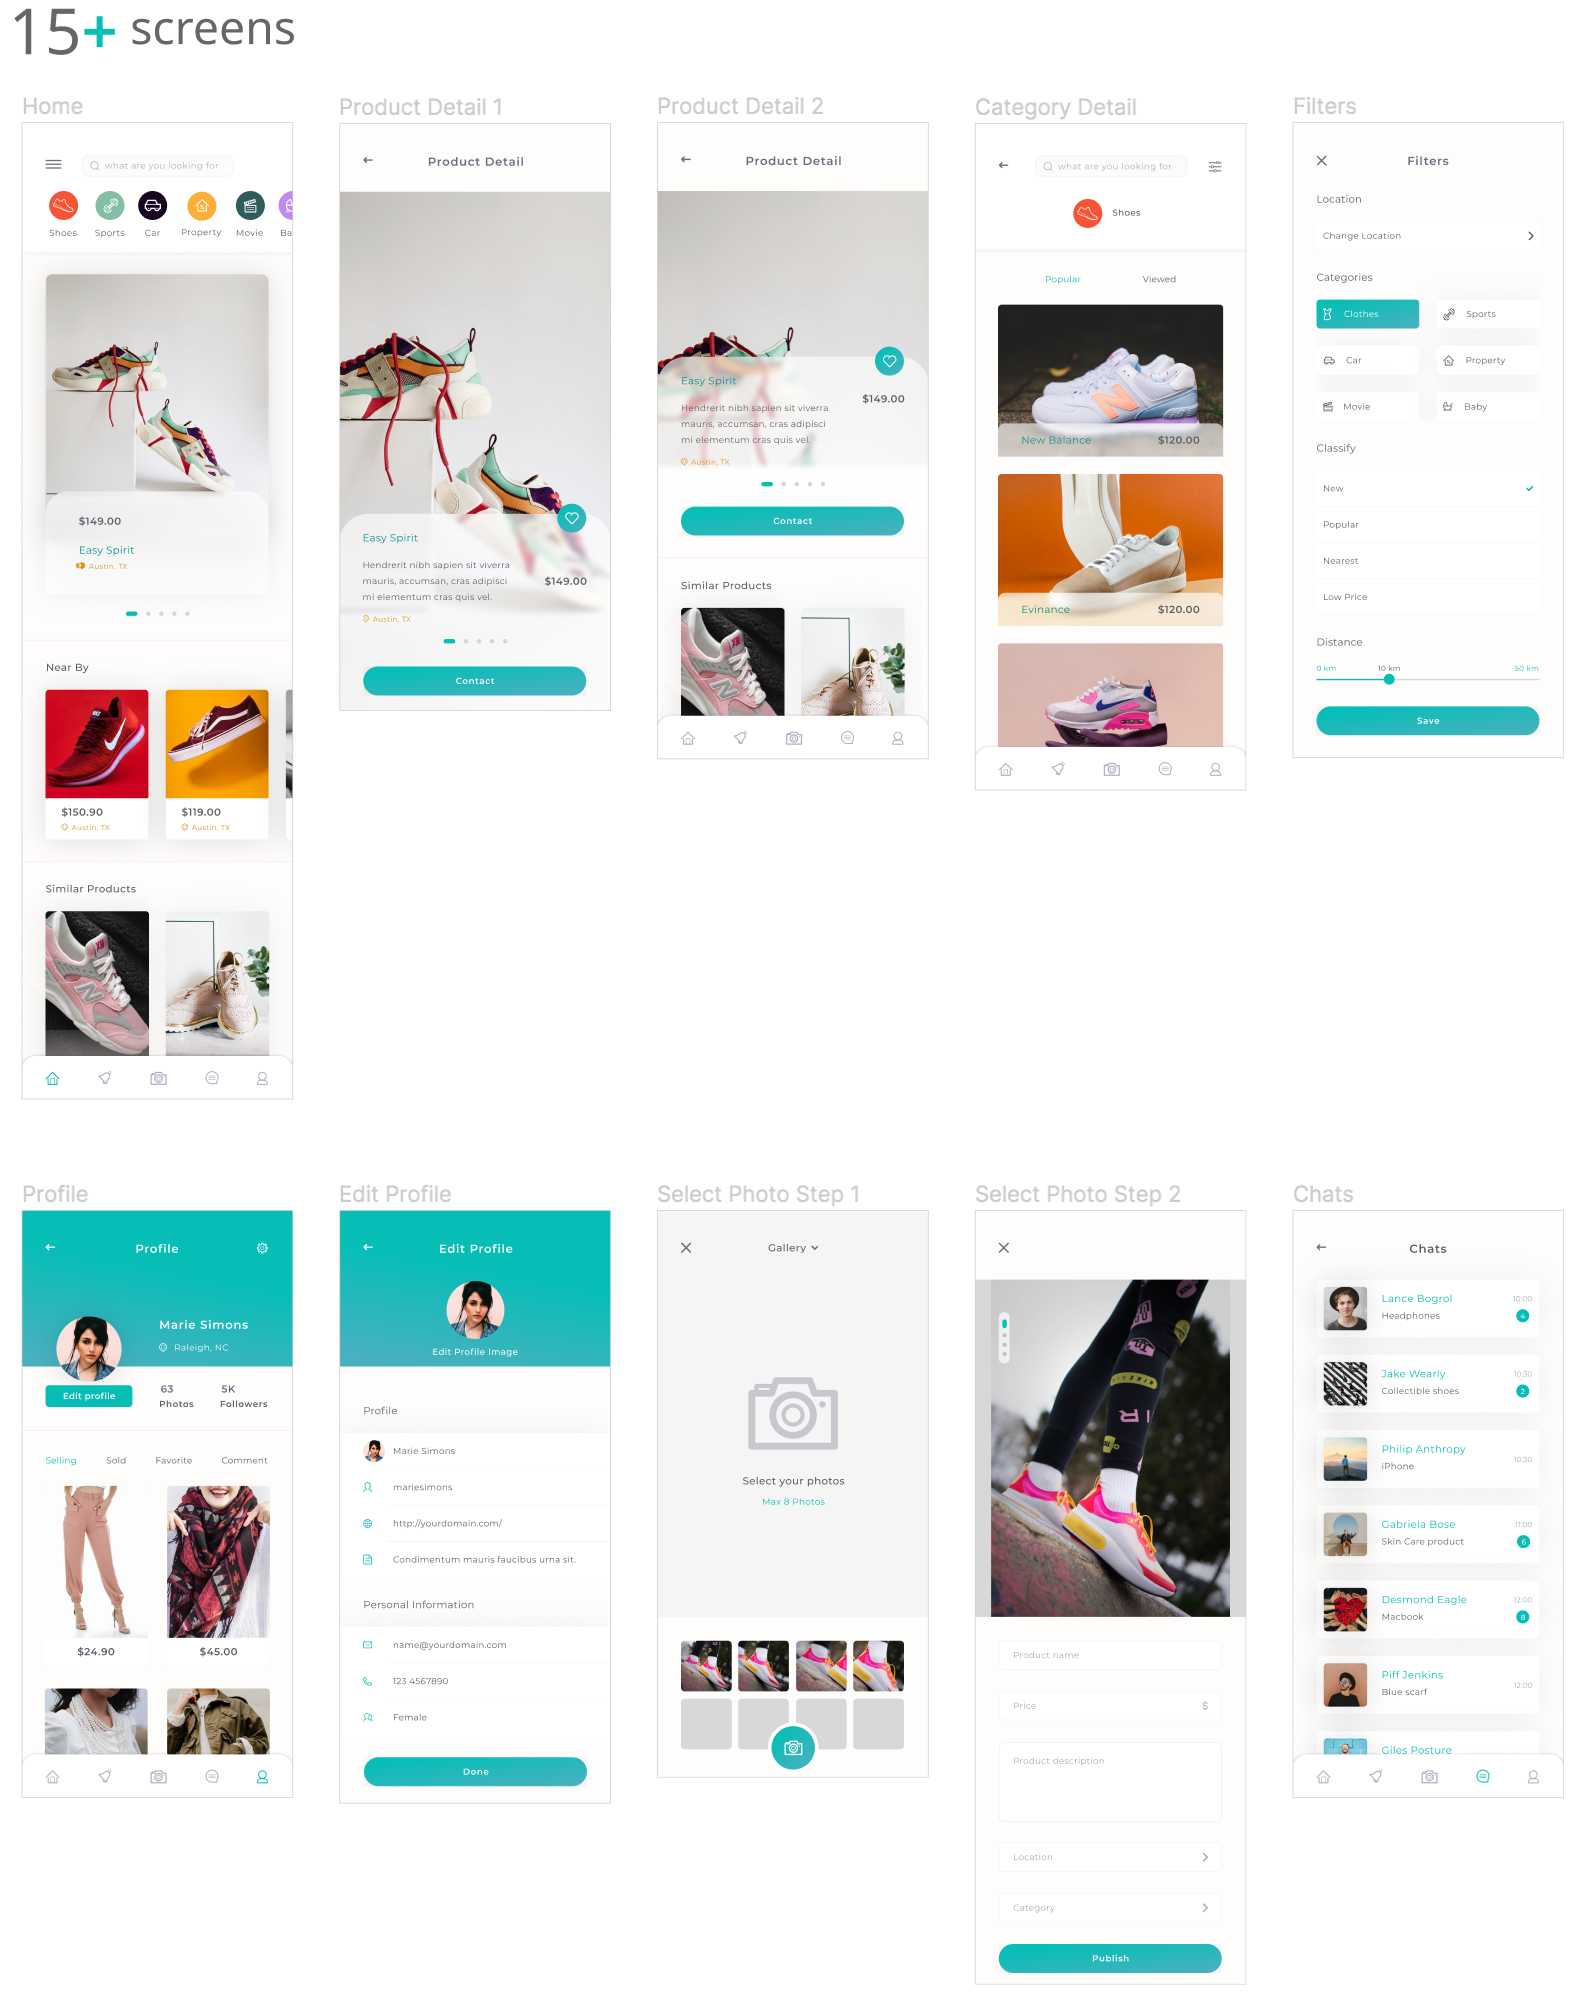 15+ screens
Home
what are you looking for
Shoes Sports Car Property Movie Ba
$149.00
Easy Spirit
Austin, TX
Near By
$150.90 $119.00
Austin, TX Austin, TX
Similar Products
Product Detail 1
Product Detail
Easy Spirit
Hendrerit nibh sapien sit viverra
mauris, accumsan, cras adipisci
mi elementum cras quis vel.
$149.00
Austin, TX
Contact
Product Detail 2
Product Detail
Easy Spirit
$149.00
Hendrerit nibh sapien sit viverra
mauris, accumsan, cras adipisci
mi elementum cras quis vel.
Austin, TX
Contact
Similar Products
Category Detail
what are you looking for
Shoes
Popular Viewed
New Balance $120.00
Evinance $120.00
Filters
Filters
Location
Change Location
Categories
Clothes Sports
Car Property
Movie Baby
Classify
New
Popular
Nearest
Low Price
Distance
0 km 10 km 50 km
Save
Profile
Profile
Marie Simons
Raleigh, NC
Edit profile
63 5K
Photos Followers
Selling Sold Favorite Comment
$24.90 $45.00
Edit Profile
Edit Profile
Edit Profile Image
Profile
Marie Simons
mariesimons
http://yourdomain.com/
Condimentum mauris faucibus urna sit.
Personal Information
name@yourdomain.com
123 4567890
Female
Done
Select Photo Step 1
Gallery
Select your photos
Max 8 Photos
Select Photo Step 2
Product name
Price $
Product description
Location
Category
Publish
Chats
Chats
Lance Bogrol 10:00
Headphones 4
Jake Wearly 10:30
Collectible shoes 2
Philip Anthropy
iPhone 10:30
Gabriela Bose 11:00
Skin Care product 6
Desmond Eagle 12:00
Macbook 8
Piff Jenkins
Blue scarf 12:00
Giles Posture